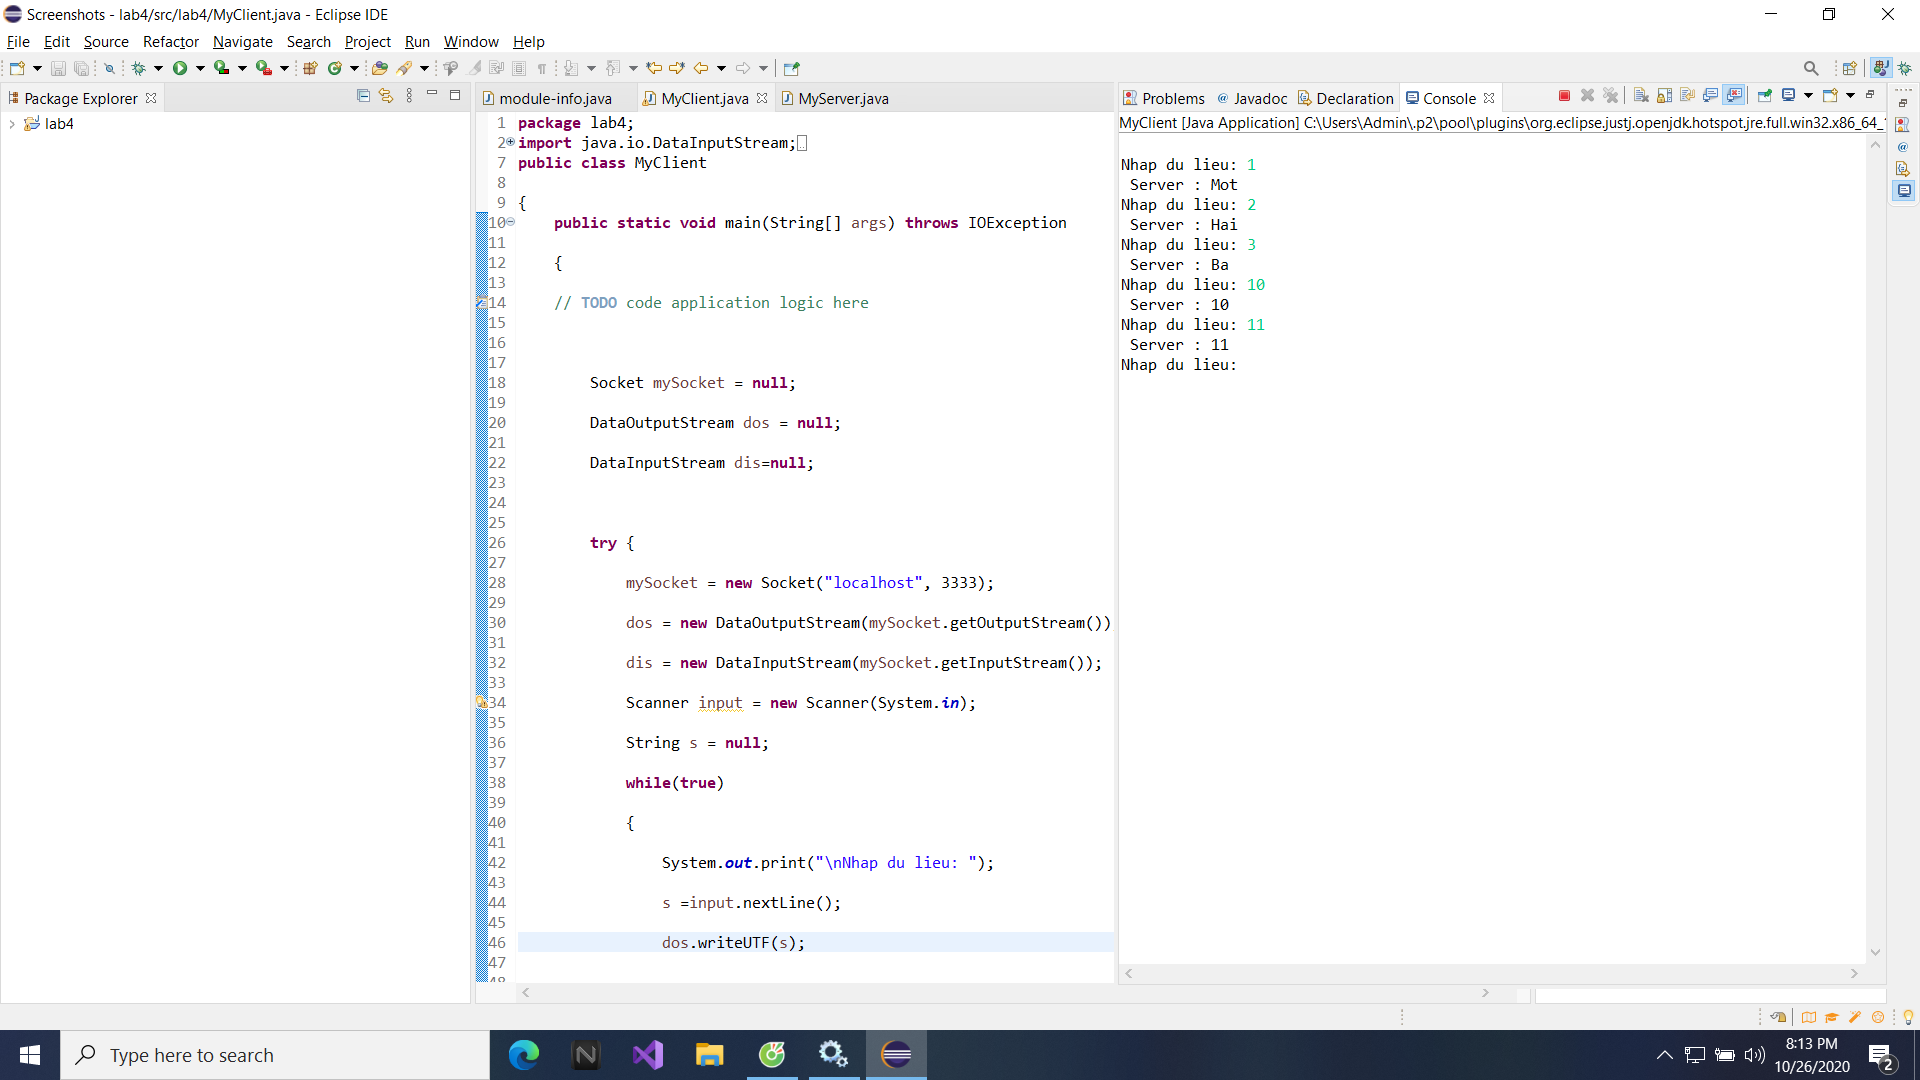 Screenshots - lab4/src/lab4/MyClient.java - Eclipse IDE
File Edit Source Refactor Navigate Search Project Run Window Help
Package Explorer
lab4
module-info.java MyClient.java MyServer.java
1 package lab4;
2 import java.io.DataInputStream;
7 public class MyClient
8
9 {
10 public static void main(String[] args) throws IOException
11
12 {
13
14 // TODO code application logic here
15
16
17
18 Socket mySocket = null;
19
20 DataOutputStream dos = null;
21
22 DataInputStream dis=null;
23
24
25
26 try {
27
28 mySocket = new Socket("localhost", 3333);
29
30 dos = new DataOutputStream(mySocket.getOutputStream())
31
32 dis = new DataInputStream(mySocket.getInputStream());
33
34 Scanner input = new Scanner(System.in);
35
36 String s = null;
37
38 while(true)
39
40 {
41
42 System.out.print("\nNhap du lieu: ");
43
44 s =input.nextLine();
45
46 dos.writeUTF(s);
47
48
Problems @ Javadoc Declaration Console
MyClient [Java Application] C:\Users\Admin\.p2\pool\plugins\org.eclipse.justj.openjdk.hotspot.jre.full.win32.x86_64_
Nhap du lieu: 1
Server : Mot
Nhap du lieu: 2
Server : Hai
Nhap du lieu: 3
Server : Ba
Nhap du lieu: 10
Server : 10
Nhap du lieu: 11
Server : 11
Nhap du lieu:
Type here to search
8:13 PM
10/26/2020
2